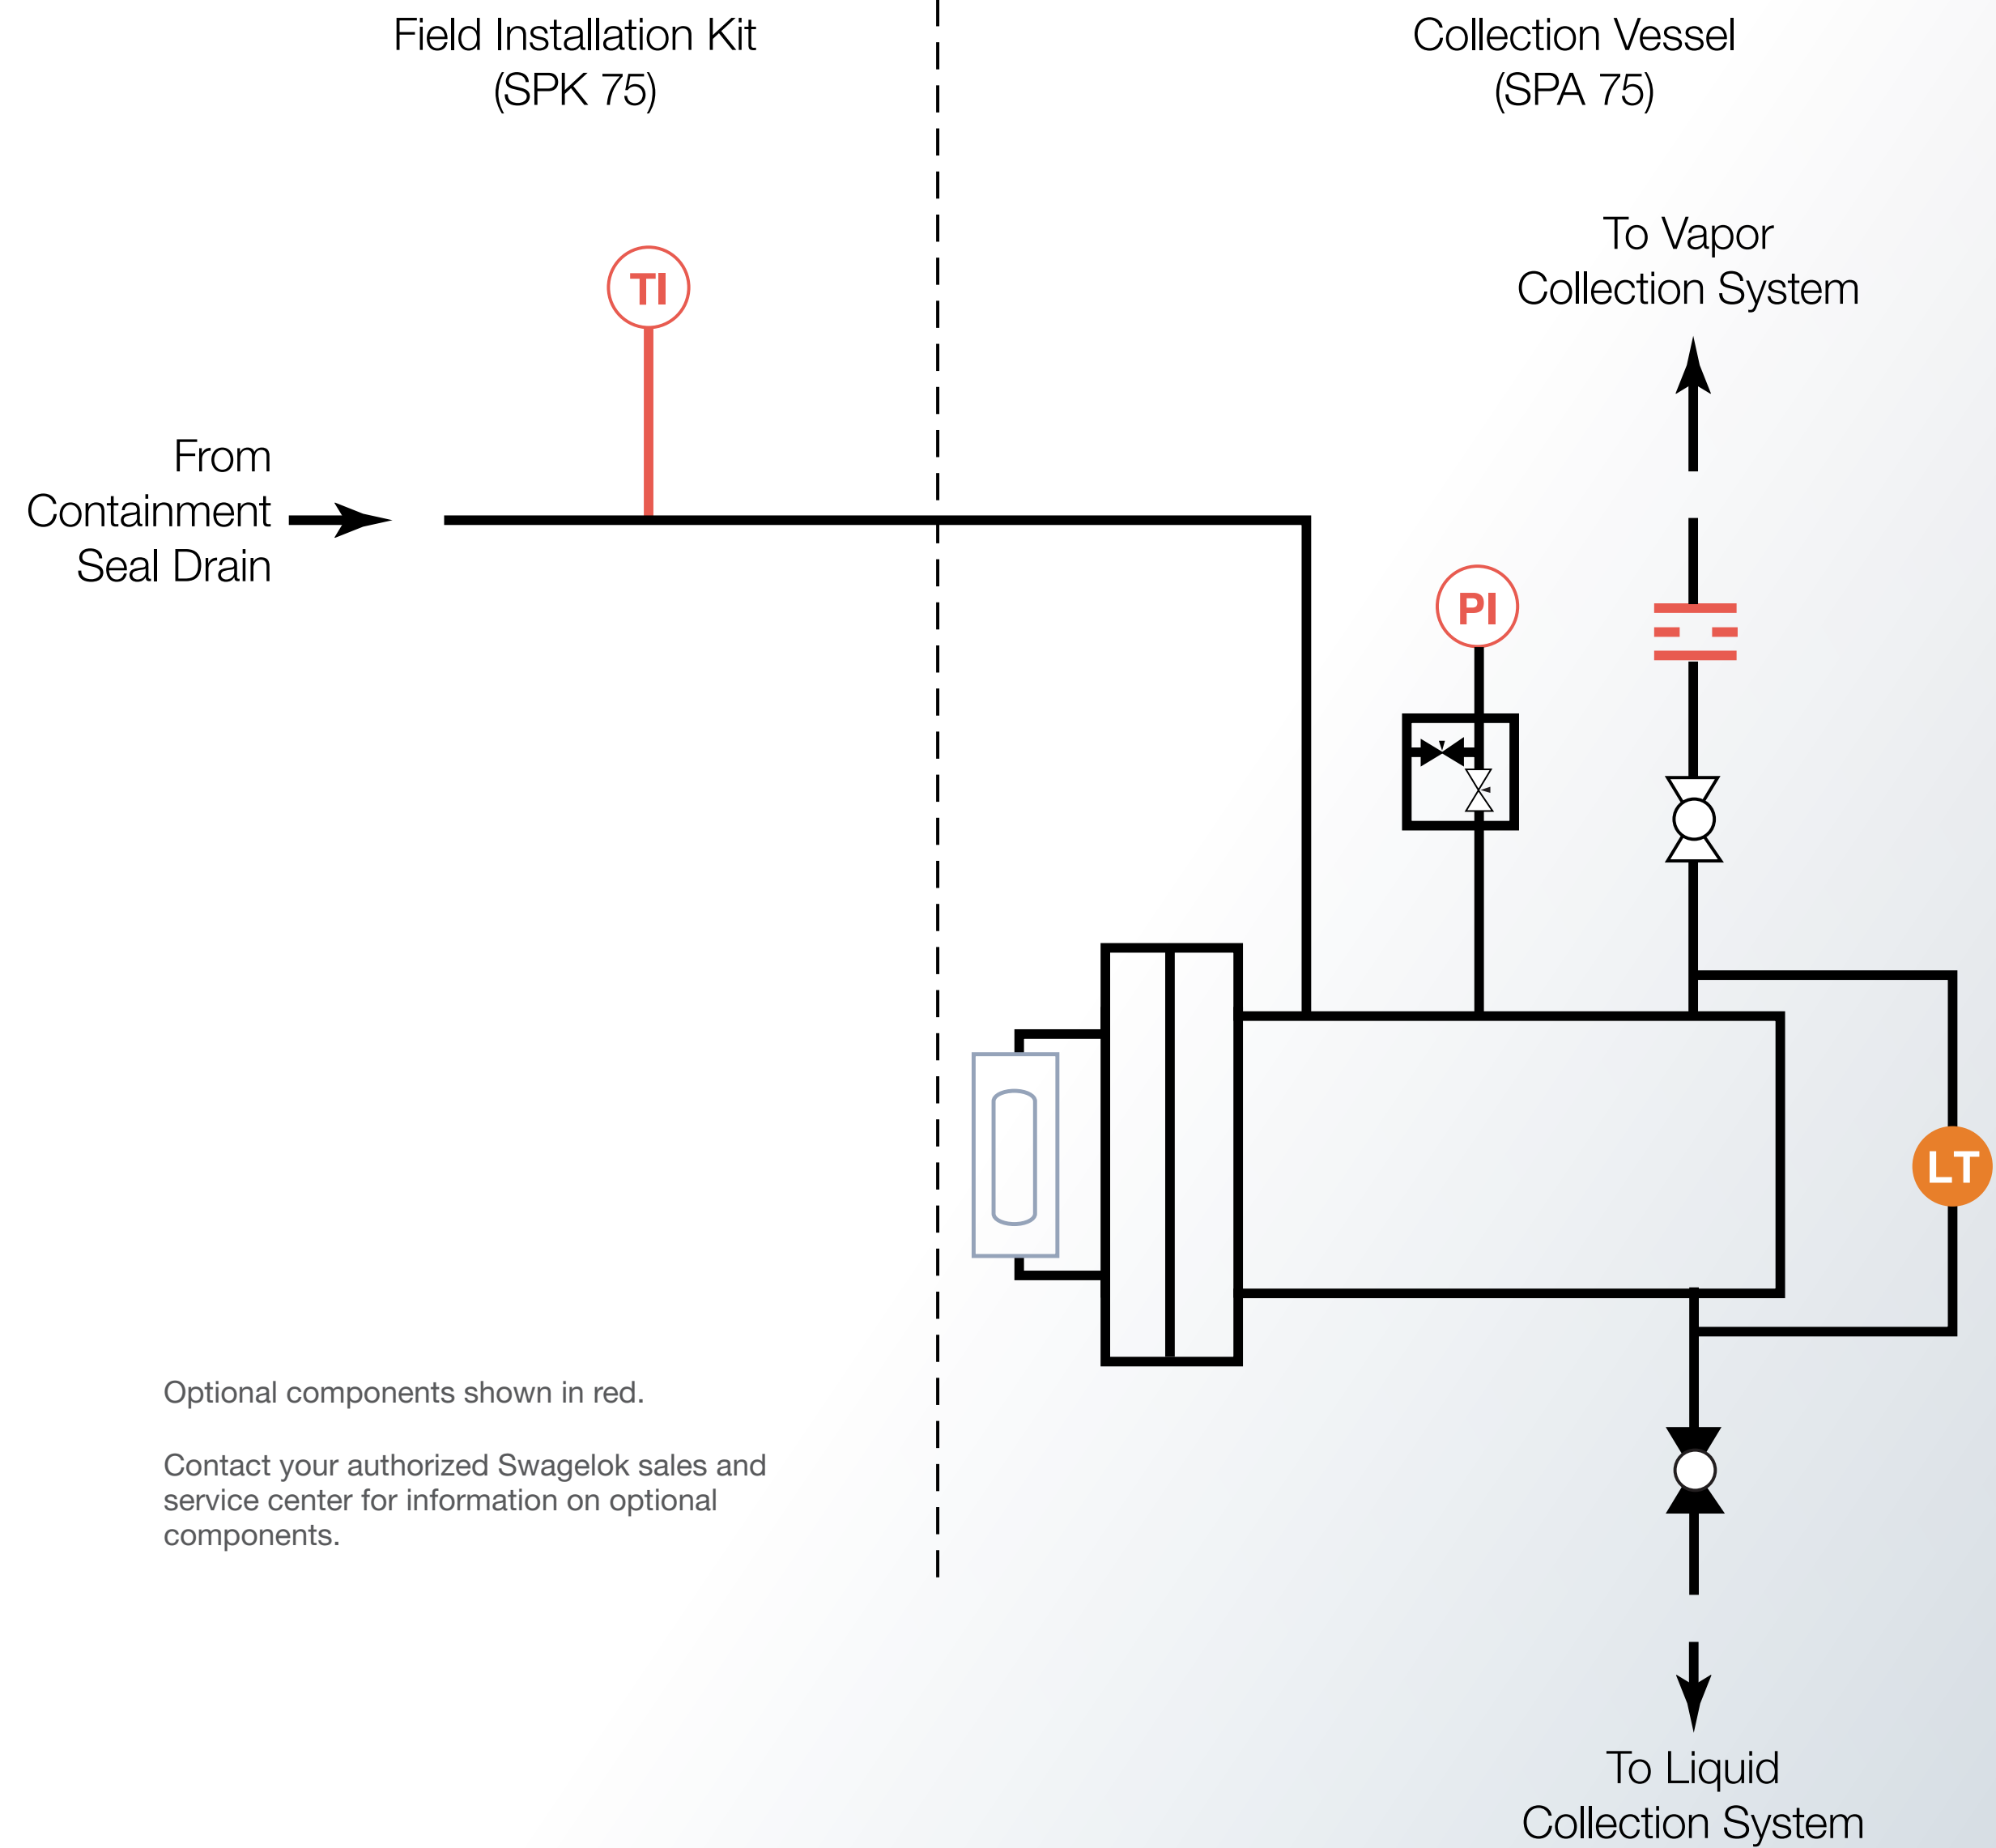 Field Installation Kit
(SPK 75)
Collection Vessel
(SPA 75)
To Vapor
Collection System
TI
From
Containment
Seal Drain
PI
LT
Optional components shown in red.
Contact your authorized Swagelok sales and
service center for information on optional
components.
To Liquid
Collection System